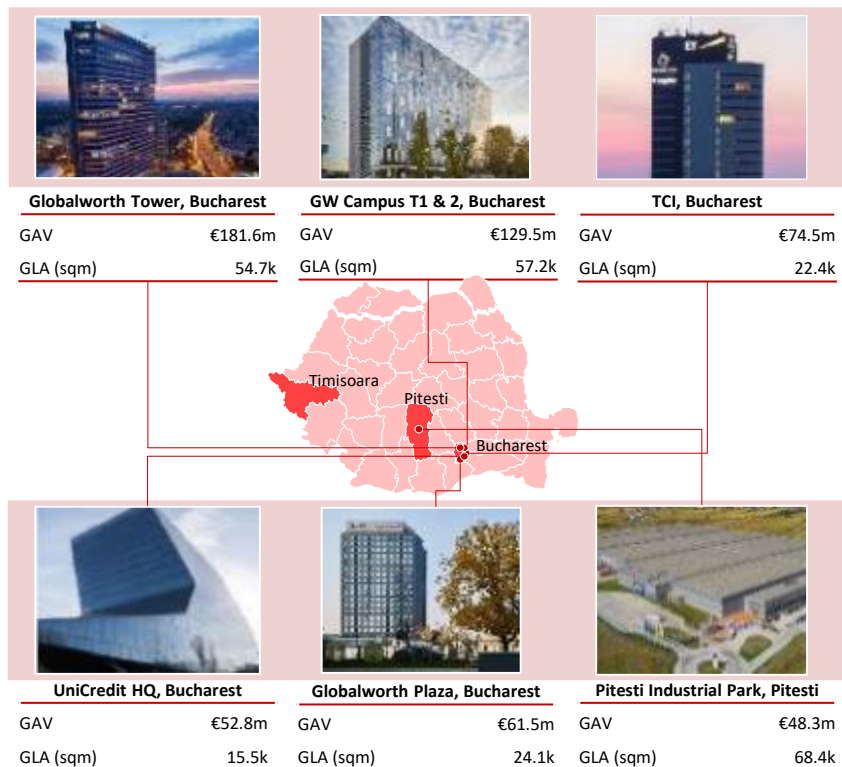 Globalworth Tower, Bucharest
GAV €181.6m
GLA (sqm) 54.7k
GW Campus T1 & 2, Bucharest
GAV €129.5m
GLA (sqm) 57.2k
TCI, Bucharest
GAV €74.5m
GLA (sqm) 22.4k
Timisoara
Pitesti
Bucharest
UniCredit HQ, Bucharest
GAV €52.8m
GLA (sqm) 15.5k
Globalworth Plaza, Bucharest
GAV €61.5m
GLA (sqm) 24.1k
Pitesti Industrial Park, Pitesti
GAV €48.3m
GLA (sqm) 68.4k